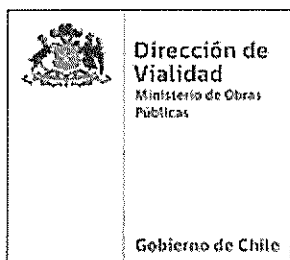 Dirección de
Vialidad
Ministerio de Obras
Públicas
Gobierno de Chile